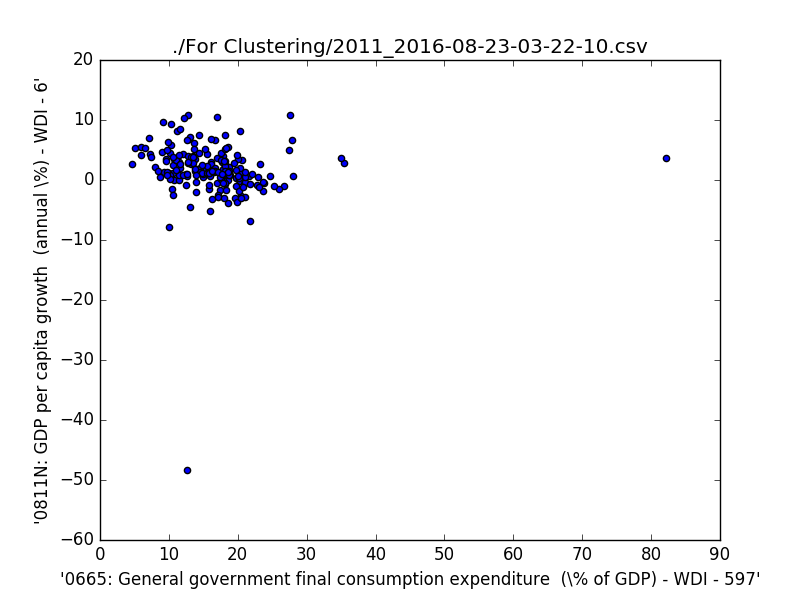 ./For Clustering/2011_2016-08-23-03-22-10.csv
20
10
0
−10
−20
−30
−40
−50
−60
'0811N: GDP per capita growth  (annual \%) - WDI - 6'
0 10 20 30 40 50 60 70 80 90
'0665: General government final consumption expenditure  (\% of GDP) - WDI - 597'